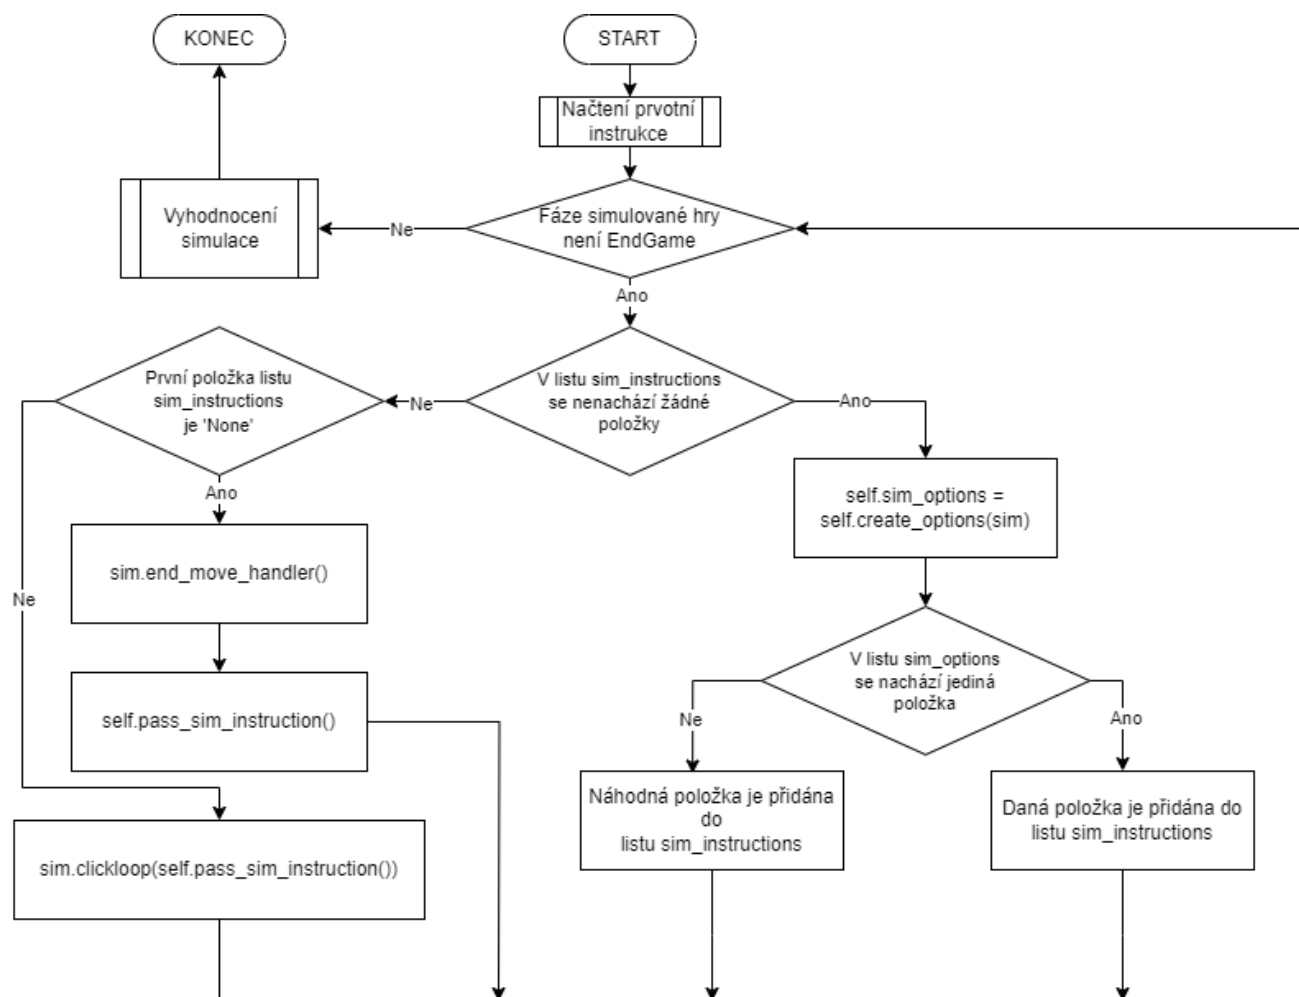 KONEC
START
Načtení prvotní
instrukce
Vyhodnocení
simulace
Ne
Fáze simulované hry
není EndGame
Ano
První položka listu
sim_instructions
je 'None'
Ne
V listu sim_instructions
se nenachází žádné
položky
Ano
Ano
self.sim_options =
self.create_options(sim)
sim.end_move_handler()
Ne
V listu sim_options
se nachází jediná
položka
self.pass_sim_instruction()
Ne
Ano
Náhodná položka je přidána
do
listu sim_instructions
Daná položka je přidána do
listu sim_instructions
sim.clickloop(self.pass_sim_instruction())